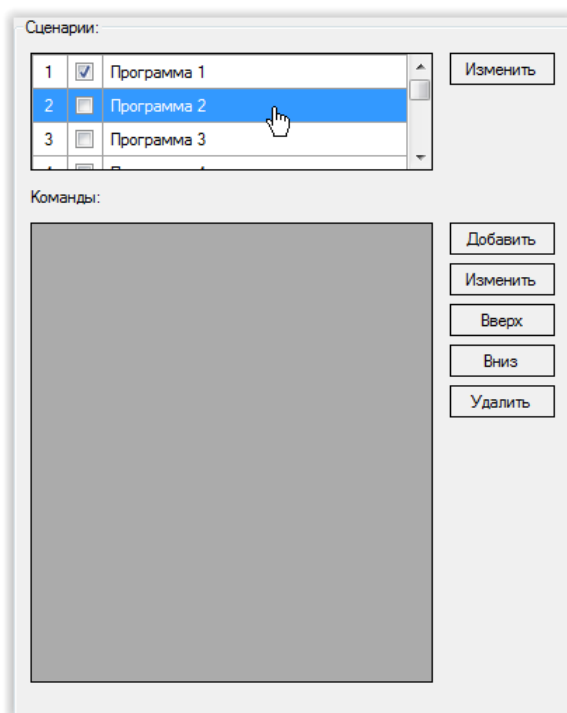 Сценарии:
1 Программа 1 Изменить
2 Программа 2
3 Программа 3
Команды:
Добавить
Изменить
Вверх
Вниз
Удалить